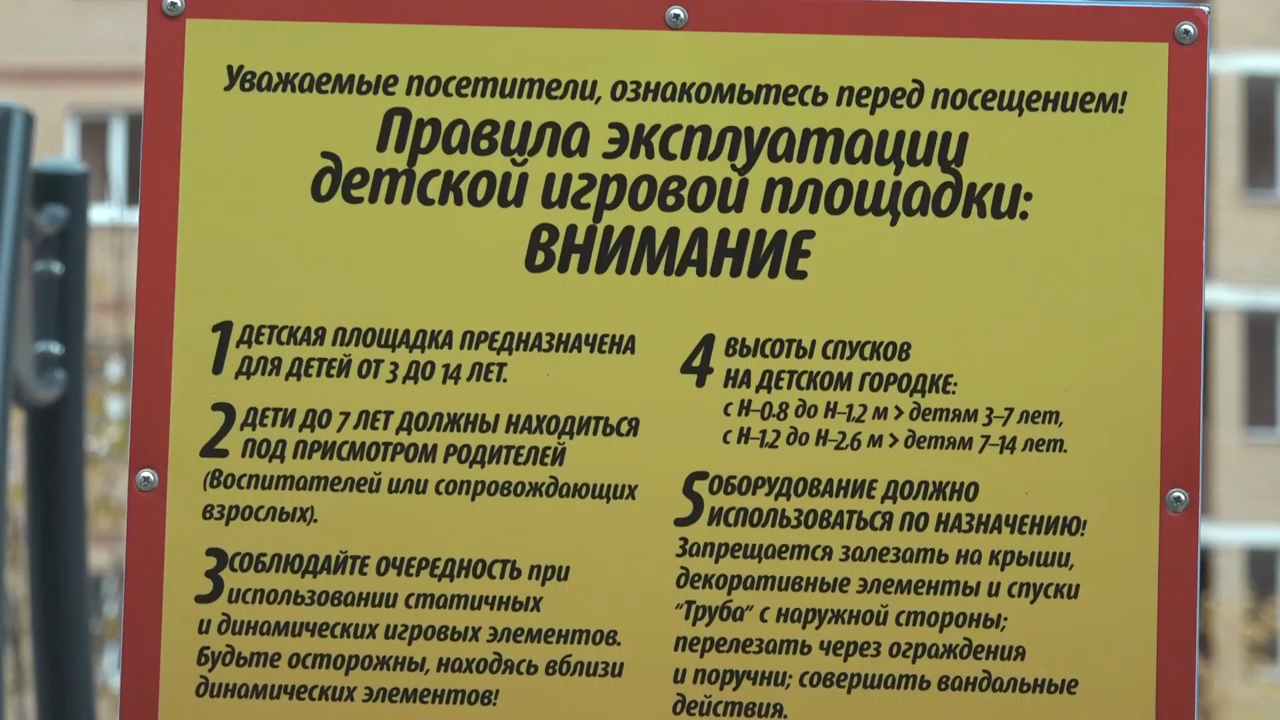 Уважаемые посетители, ознакомьтесь перед посещением!
Правила эксплуатации
детской игровой площадки:
ВНИМАНИЕ
1 ДЕТСКАЯ ПЛОЩАДКА ПРЕДНАЗНАЧЕНА
ДЛЯ ДЕТЕЙ ОТ 3 ДО 14 ЛЕТ.
2 ДЕТИ ДО 7 ЛЕТ ДОЛЖНЫ НАХОДИТЬСЯ
ПОД ПРИСМОТРОМ РОДИТЕЛЕЙ
(Воспитателей или сопровождающих
взрослых).
3 СОБЛЮДАЙТЕ ОЧЕРЕДНОСТЬ при
использовании статичных
и динамических игровых элементов.
Будьте осторожны, находясь вблизи
динамических элементов!
4 ВЫСОТЫ СПУСКОВ
НА ДЕТСКОМ ГОРОДКЕ:
с Н-0.8 до Н-1,2 м > детям 3-7 лет,
с Н-1,2 до Н-2.6 м > детям 7-14 лет.
5 ОБОРУДОВАНИЕ ДОЛЖНО
ИСПОЛЬЗОВАТЬСЯ ПО НАЗНАЧЕНИЮ!
Запрещается залезать на крыши,
декоративные элементы и спуски
"Труба" с наружной стороны;
перелезать через ограждения
и поручни; совершать вандальные
действия.